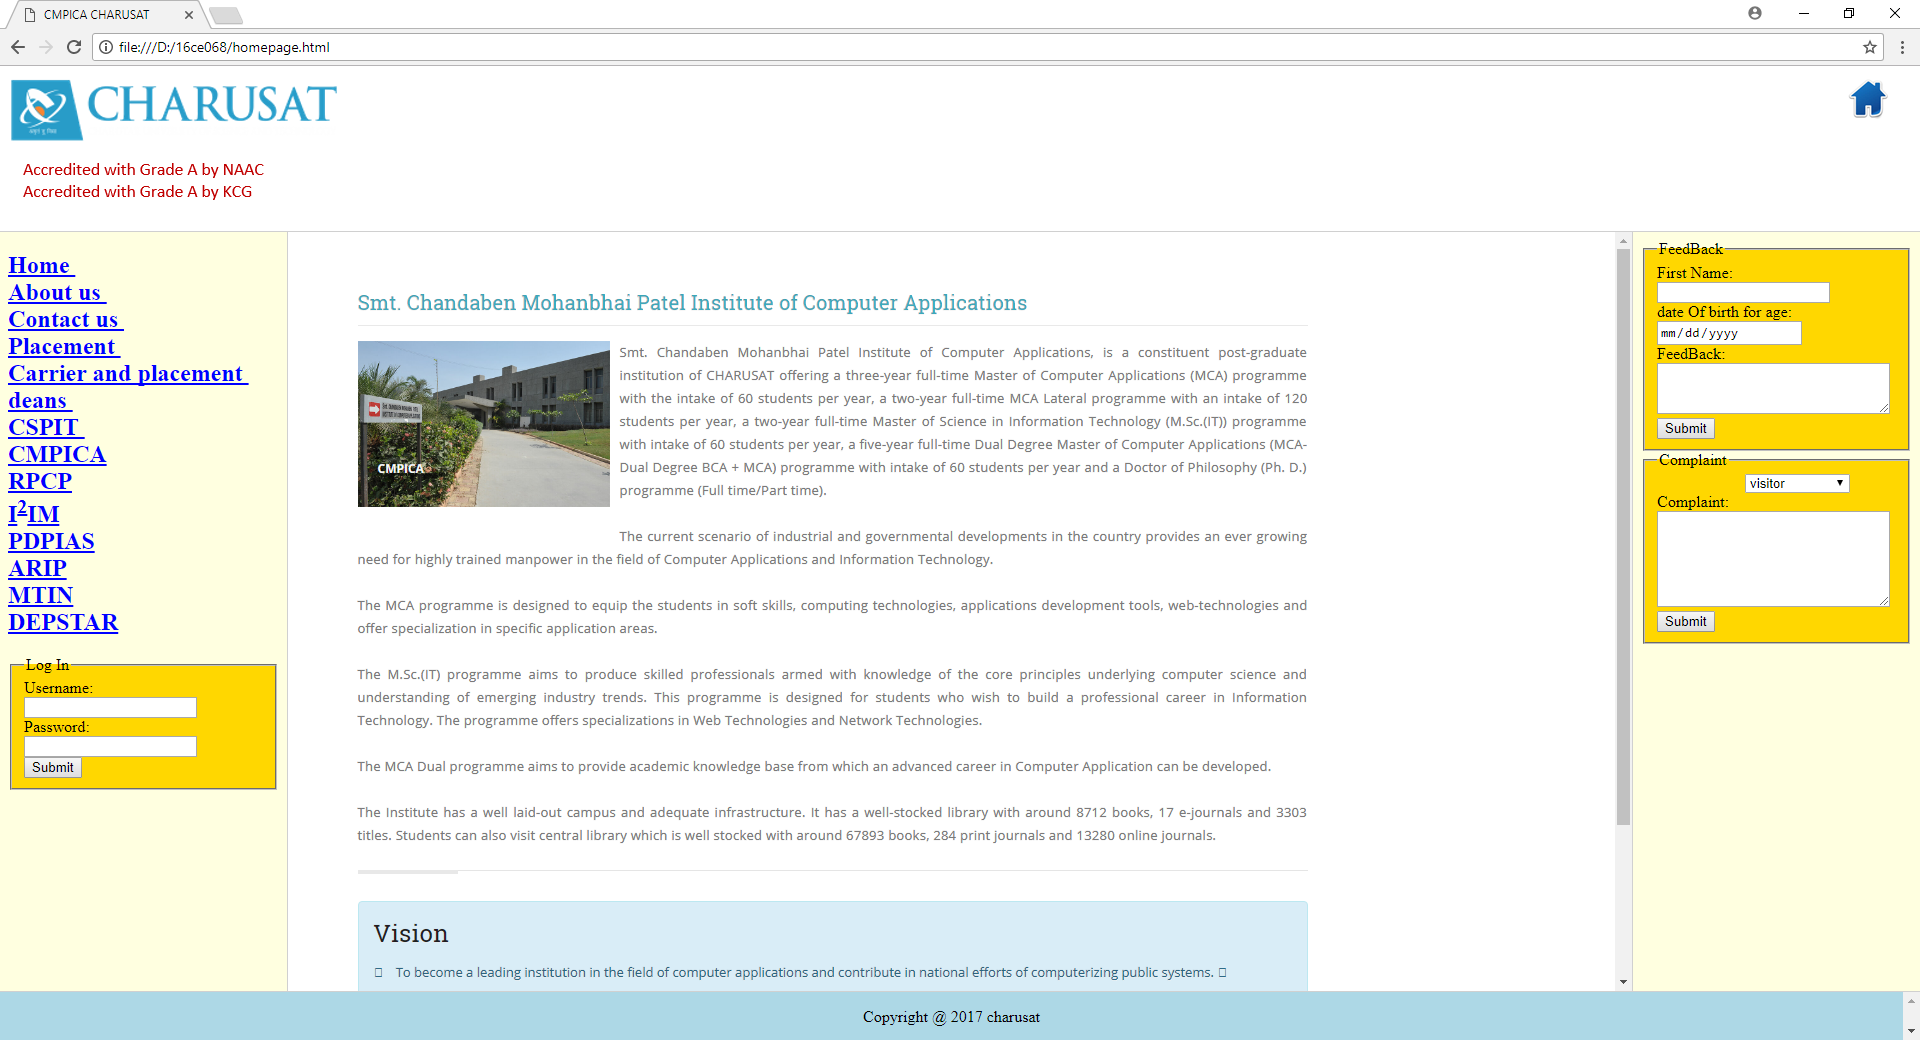 CMPICA CHARUSAT
file:///D:/16ce068/homepage.html
CHARUSAT
Accredited with Grade A by NAAC
Accredited with Grade A by KCG
Home
About us
Contact us
Placement
Carrier and placement
deans
CSPIT
CMPICA
RPCP
I²IM
PDPIAS
ARIP
MTIN
DEPSTAR
Log In
Username:
Password:
Submit
Smt. Chandaben Mohanbhai Patel Institute of Computer Applications
CMPICA
Smt. Chandaben Mohanbhai Patel Institute of Computer Applications, is a constituent post-graduate
institution of CHARUSAT offering a three-year full-time Master of Computer Applications (MCA) programme
with the intake of 60 students per year, a two-year full-time MCA Lateral programme with an intake of 120
students per year, a two-year full-time Master of Science in Information Technology (M.Sc.(IT)) programme
with intake of 60 students per year, a five-year full-time Dual Degree Master of Computer Applications (MCA-
Dual Degree BCA + MCA) programme with intake of 60 students per year and a Doctor of Philosophy (Ph. D.)
programme (Full time/Part time).
The current scenario of industrial and governmental developments in the country provides an ever growing
need for highly trained manpower in the field of Computer Applications and Information Technology.
The MCA programme is designed to equip the students in soft skills, computing technologies, applications development tools, web-technologies and
offer specialization in specific application areas.
The M.Sc.(IT) programme aims to produce skilled professionals armed with knowledge of the core principles underlying computer science and
understanding of emerging industry trends. This programme is designed for students who wish to build a professional career in Information
Technology. The programme offers specializations in Web Technologies and Network Technologies.
The MCA Dual programme aims to provide academic knowledge base from which an advanced career in Computer Application can be developed.
The Institute has a well laid-out campus and adequate infrastructure. It has a well-stocked library with around 8712 books, 17 e-journals and 3303
titles. Students can also visit central library which is well stocked with around 67893 books, 284 print journals and 13280 online journals.
Vision
To become a leading institution in the field of computer applications and contribute in national efforts of computerizing public systems.
FeedBack
First Name:
date Of birth for age:
mm/dd/yyyy
FeedBack:
Submit
Complaint
visitor
Complaint:
Submit
Copyright @ 2017 charusat